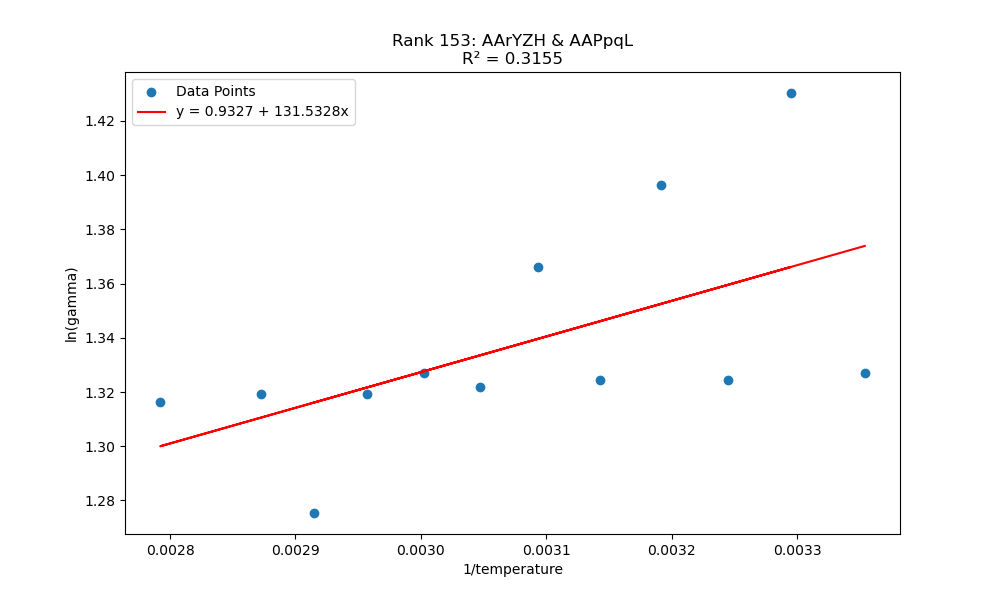 Rank 153: AArYZH & AAPpqL
R² = 0.3155
Data Points
y = 0.9327 + 131.5328x
1.42
1.40
1.38
1.36
1.34
1.32
1.30
1.28
ln(gamma)
0.0028
0.0029
0.0030
0.0031
0.0032
0.0033
1/temperature